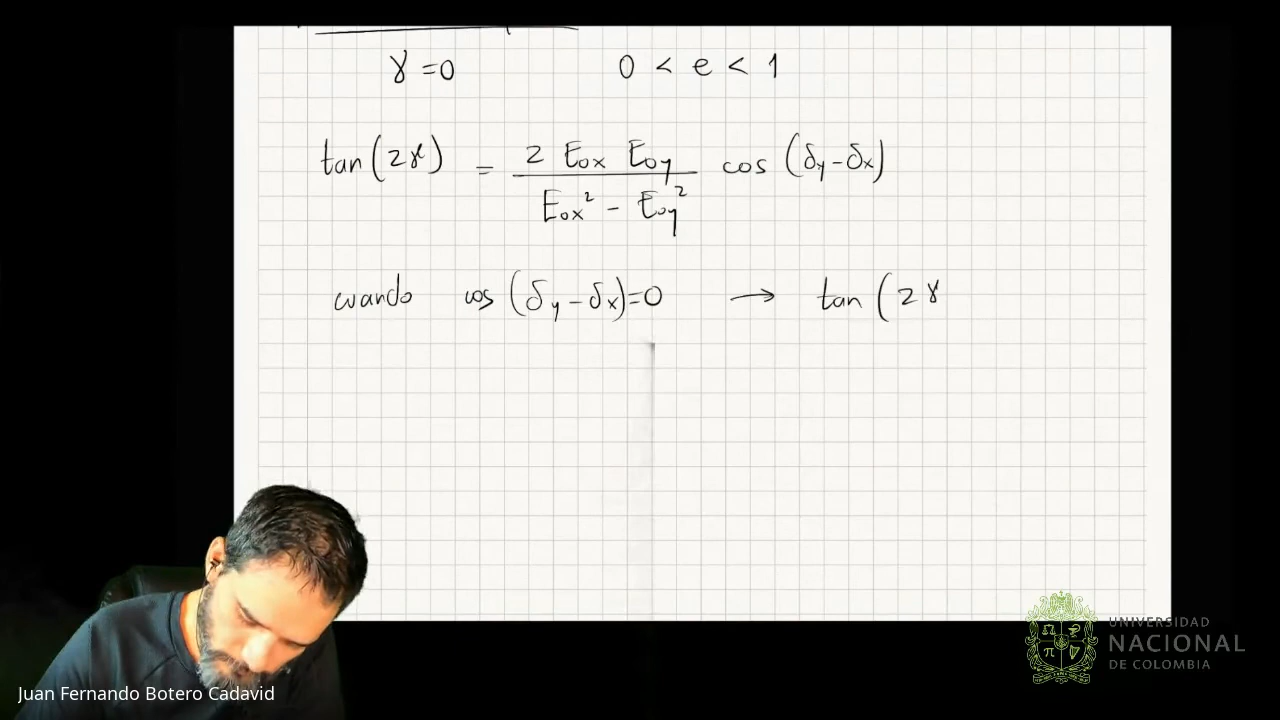 γ = 0 0 < e < 1
tan(2γ) = 2 E₀ₓ E₀y / E₀ₓ² − E₀y² cos(δy − δx)
cuando cos(δy − δx) = 0 → tan(2γ
UNIVERSIDAD
NACIONAL
DE COLOMBIA
Juan Fernando Botero Cadavid